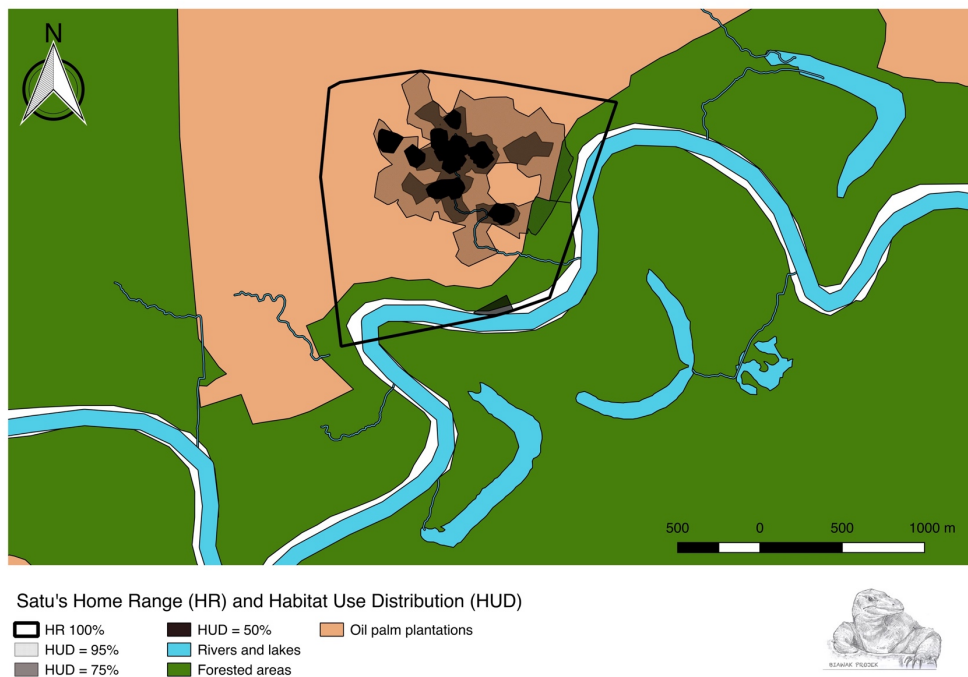 N
500 0 500 1000 m
Satu's Home Range (HR) and Habitat Use Distribution (HUD)
HR 100%
HUD = 95%
HUD = 75%
HUD = 50%
Rivers and lakes
Forested areas
Oil palm plantations
BIAWAK PROJEK